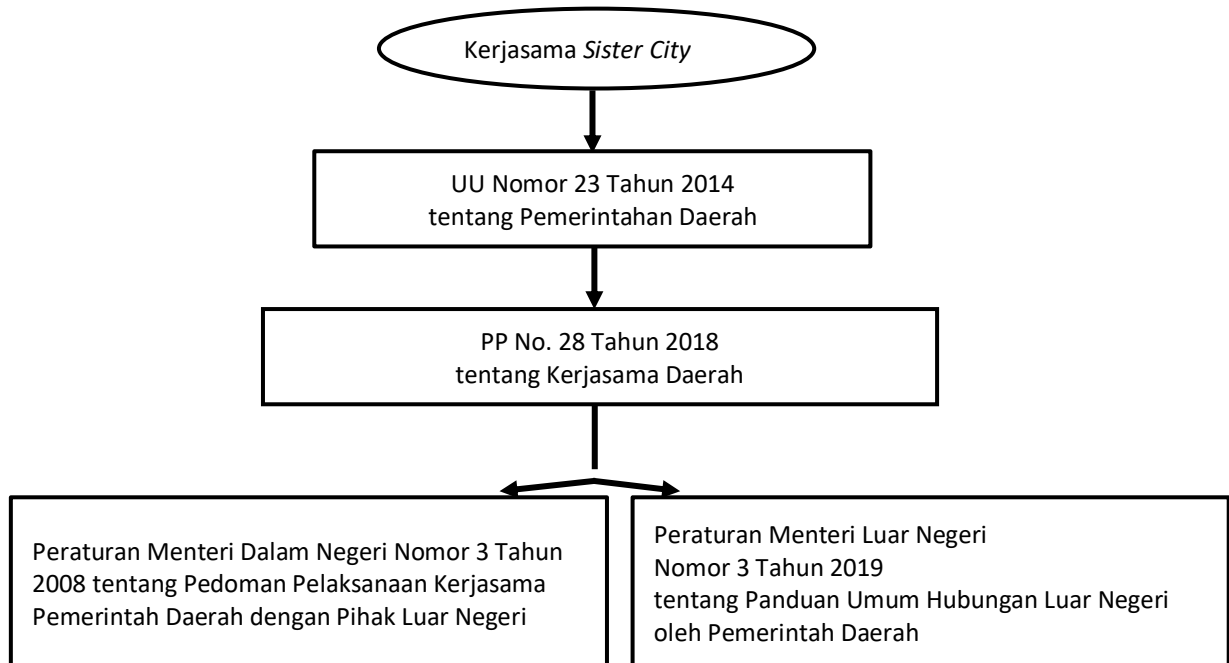 Kerjasama Sister City
UU Nomor 23 Tahun 2014
tentang Pemerintahan Daerah
PP No. 28 Tahun 2018
tentang Kerjasama Daerah
Peraturan Menteri Dalam Negeri Nomor 3 Tahun
2008 tentang Pedoman Pelaksanaan Kerjasama
Pemerintah Daerah dengan Pihak Luar Negeri
Peraturan Menteri Luar Negeri
Nomor 3 Tahun 2019
tentang Panduan Umum Hubungan Luar Negeri
oleh Pemerintah Daerah